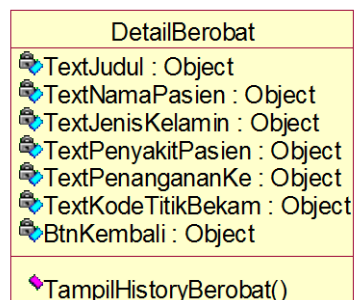 DetailBerobat
TextJudul : Object
TextNamaPasien : Object
TextJenisKelamin : Object
TextPenyakitPasien : Object
TextPenangananKe : Object
TextKodeTitikBekam : Object
BtnKembali : Object
TampilHistoryBerobat()